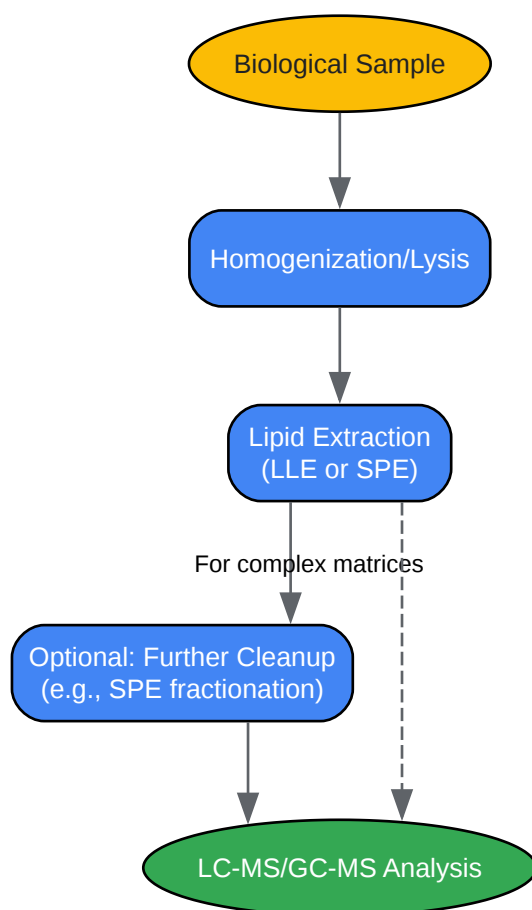 Biological Sample
Homogenization/Lysis
Lipid Extraction
(LLE or SPE)
For complex matrices
Optional: Further Cleanup
(e.g., SPE fractionation)
LC-MS/GC-MS Analysis